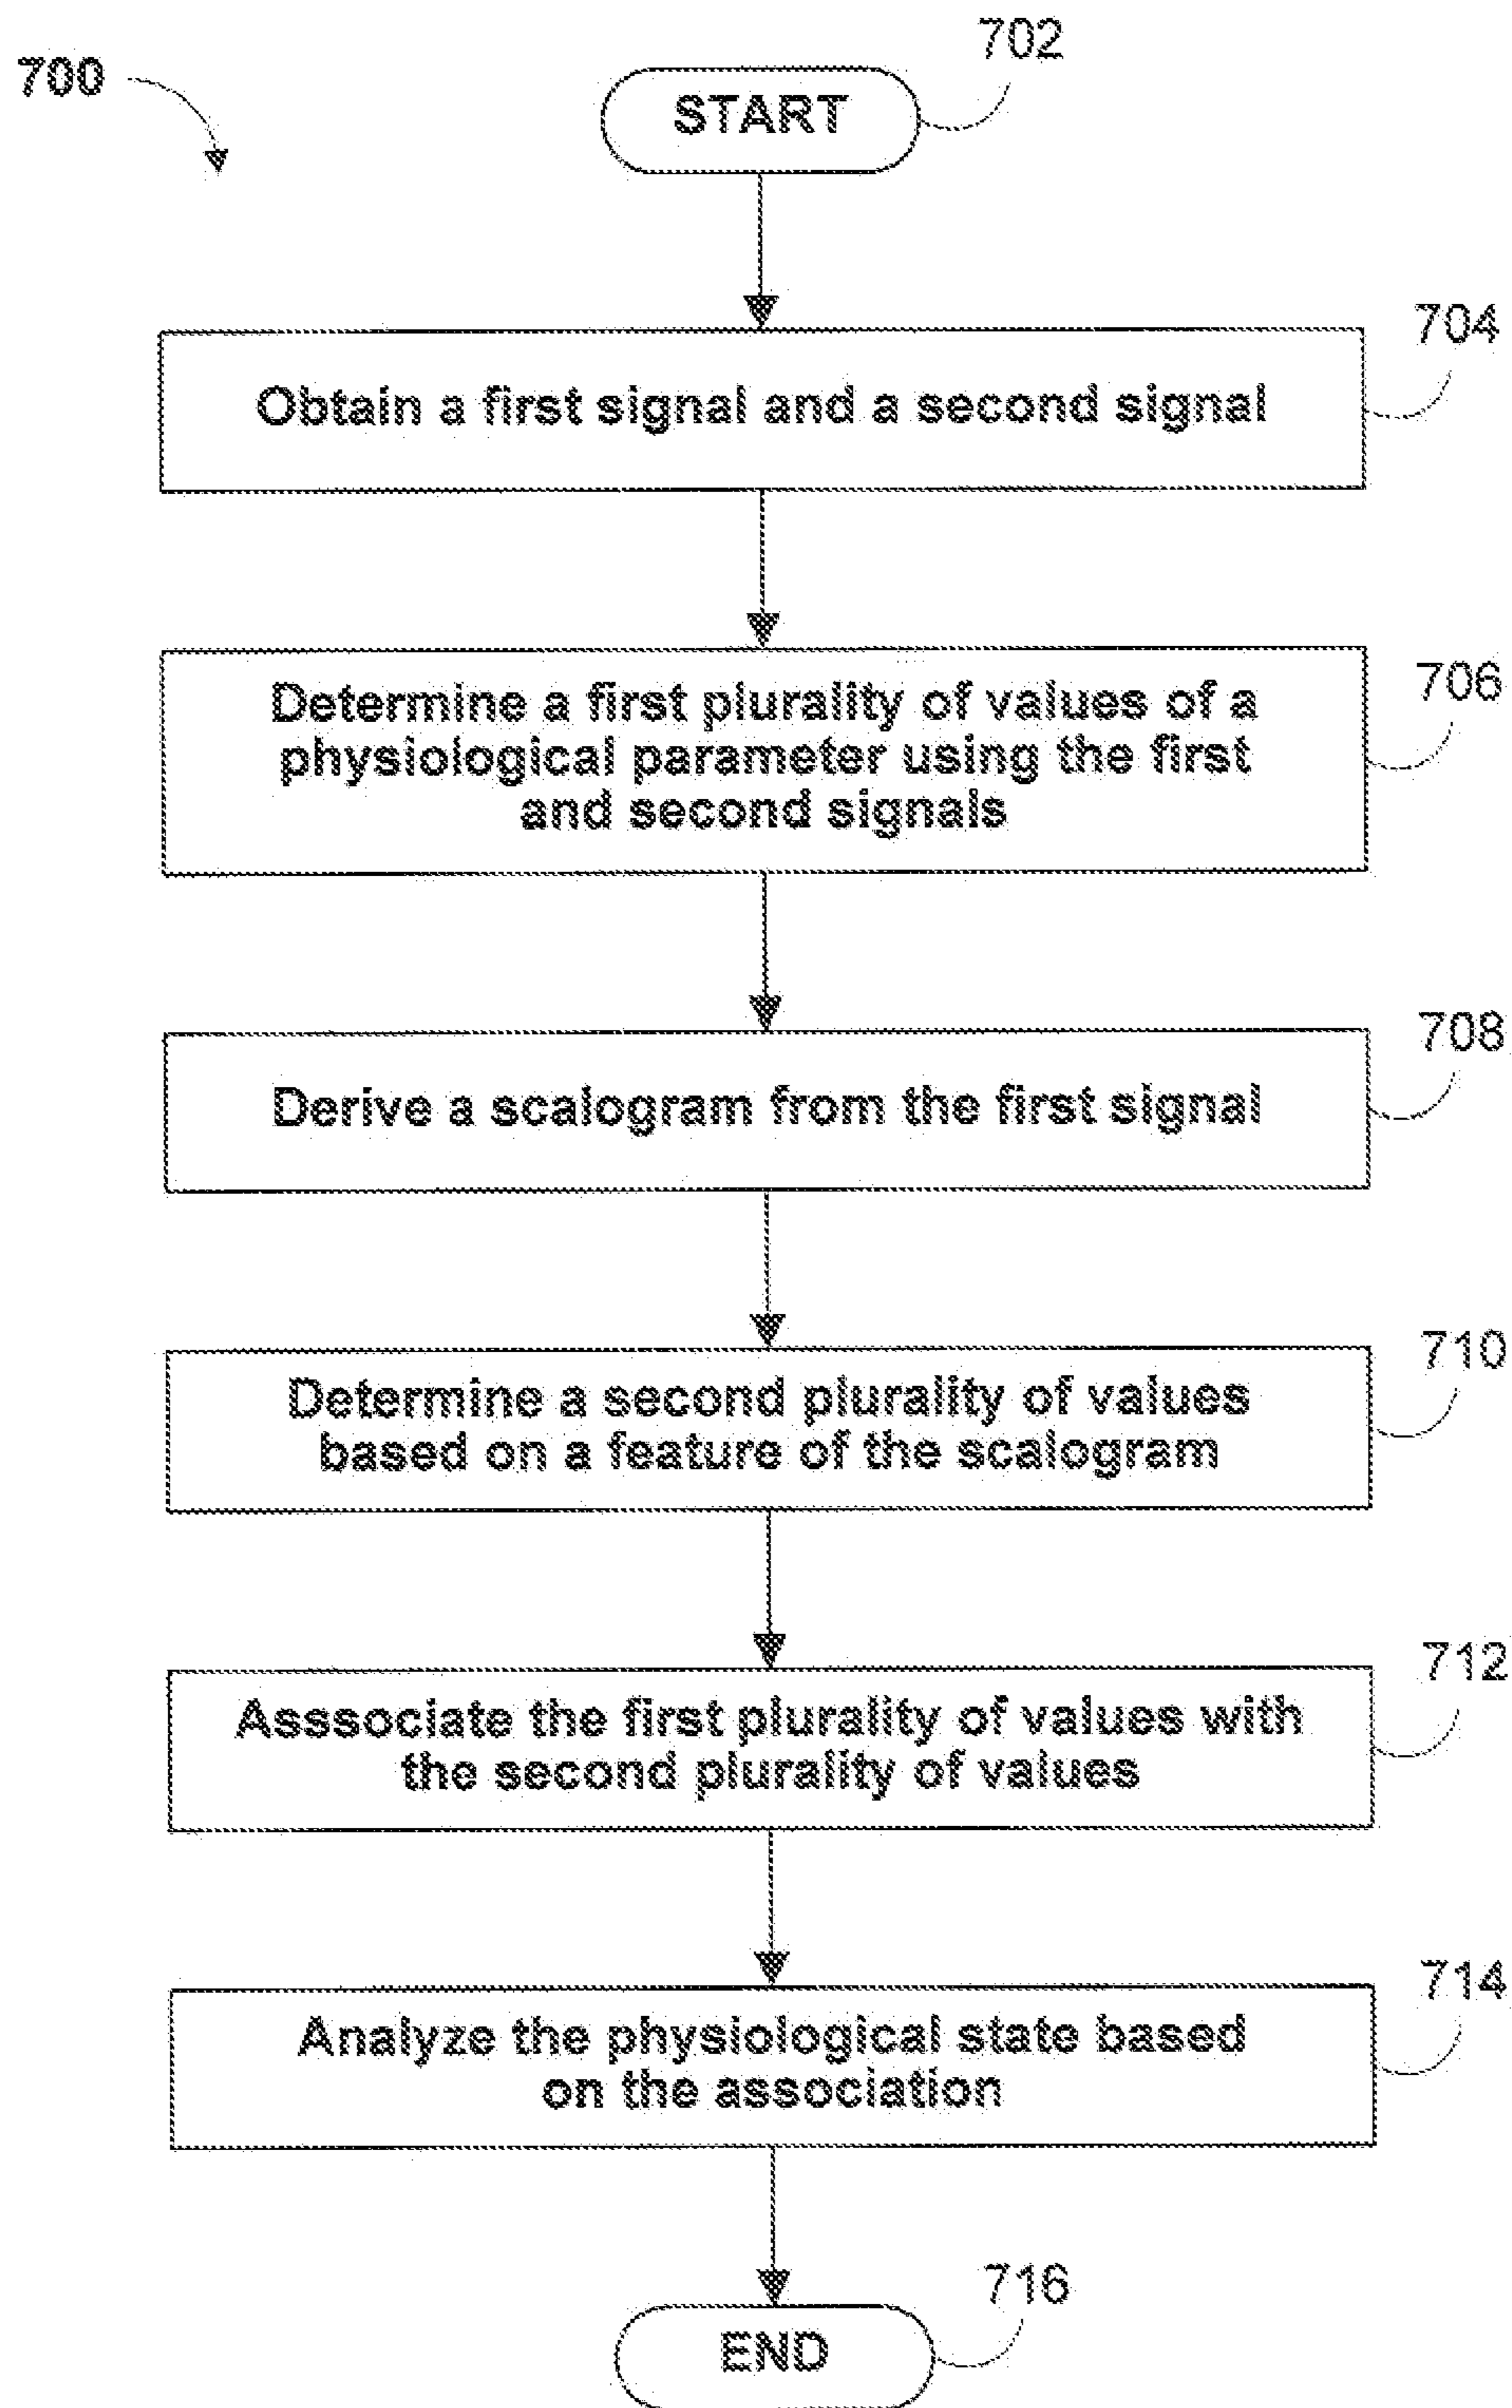 700
702
START
704
Obtain a first signal and a second signal
706
Determine a first plurality of values of a
physiological parameter using the first
and second signals
708
Derive a scalogram from the first signal
710
Determine a second plurality of values
based on a feature of the scalogram
712
Asssociate the first plurality of values with
the second plurality of values
714
Analyze the physiological state based
on the association
716
END